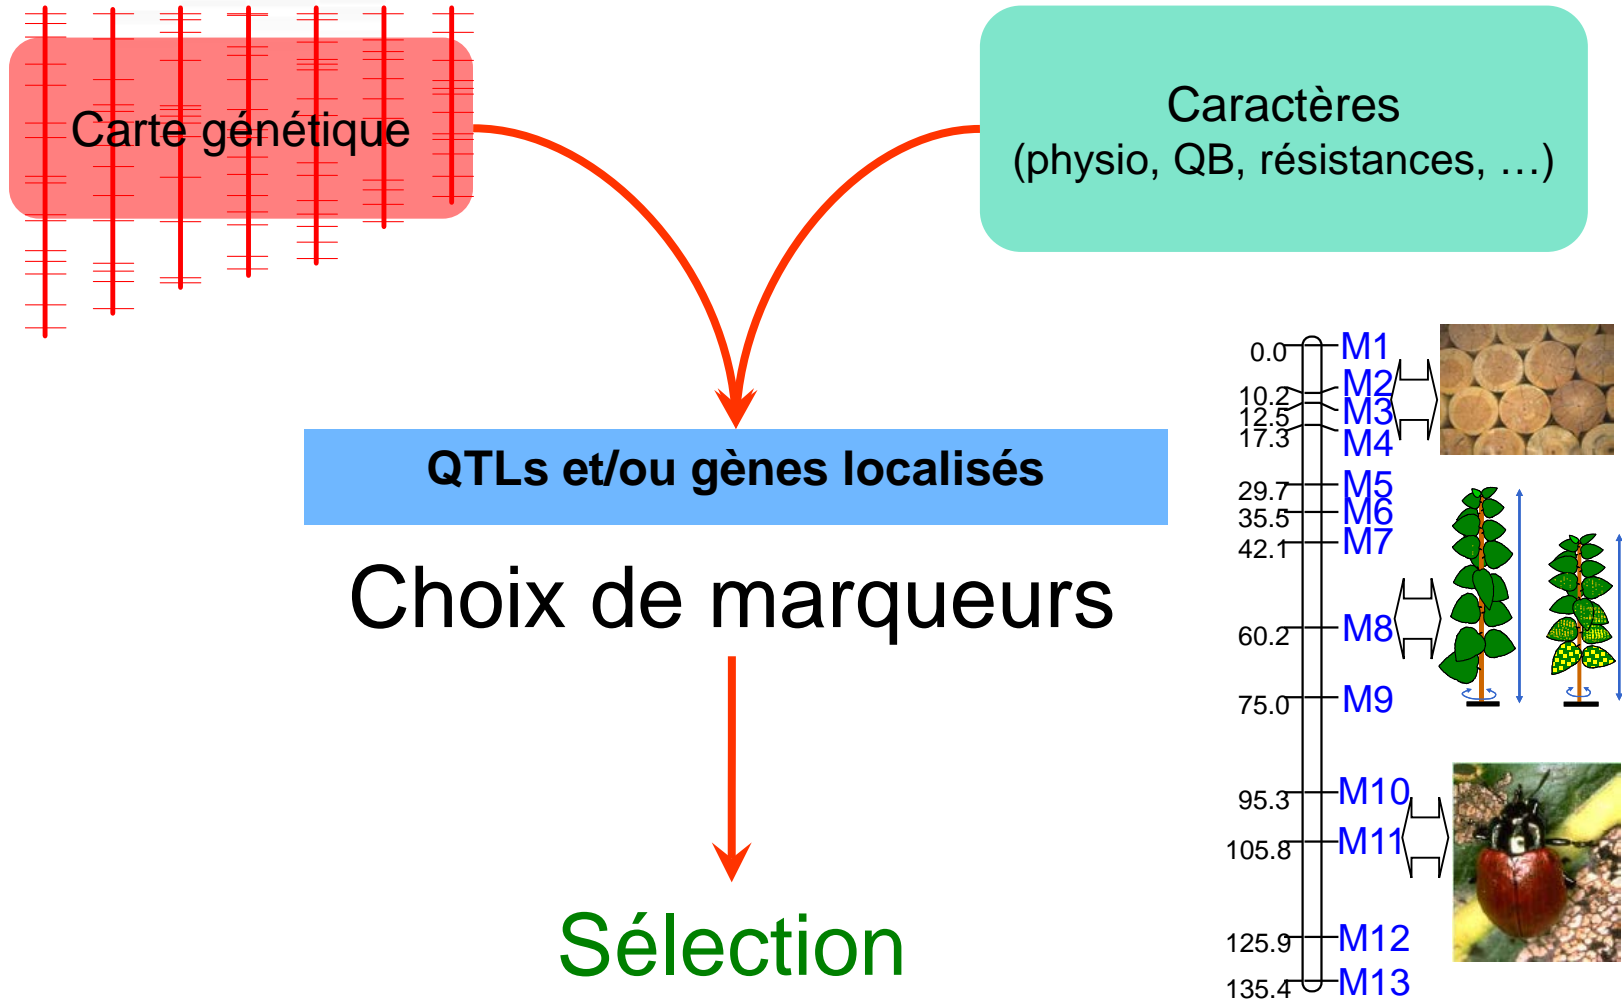 Carte génétique
Caractères
(physio, QB, résistances, …)
QTLs et/ou gènes localisés
Choix de marqueurs
Sélection
0.0 M1
10.2 M2
12.5 M3
17.3 M4
29.7 M5
35.5 M6
42.1 M7
60.2 M8
75.0 M9
95.3 M10
105.8 M11
125.9 M12
135.4 M13